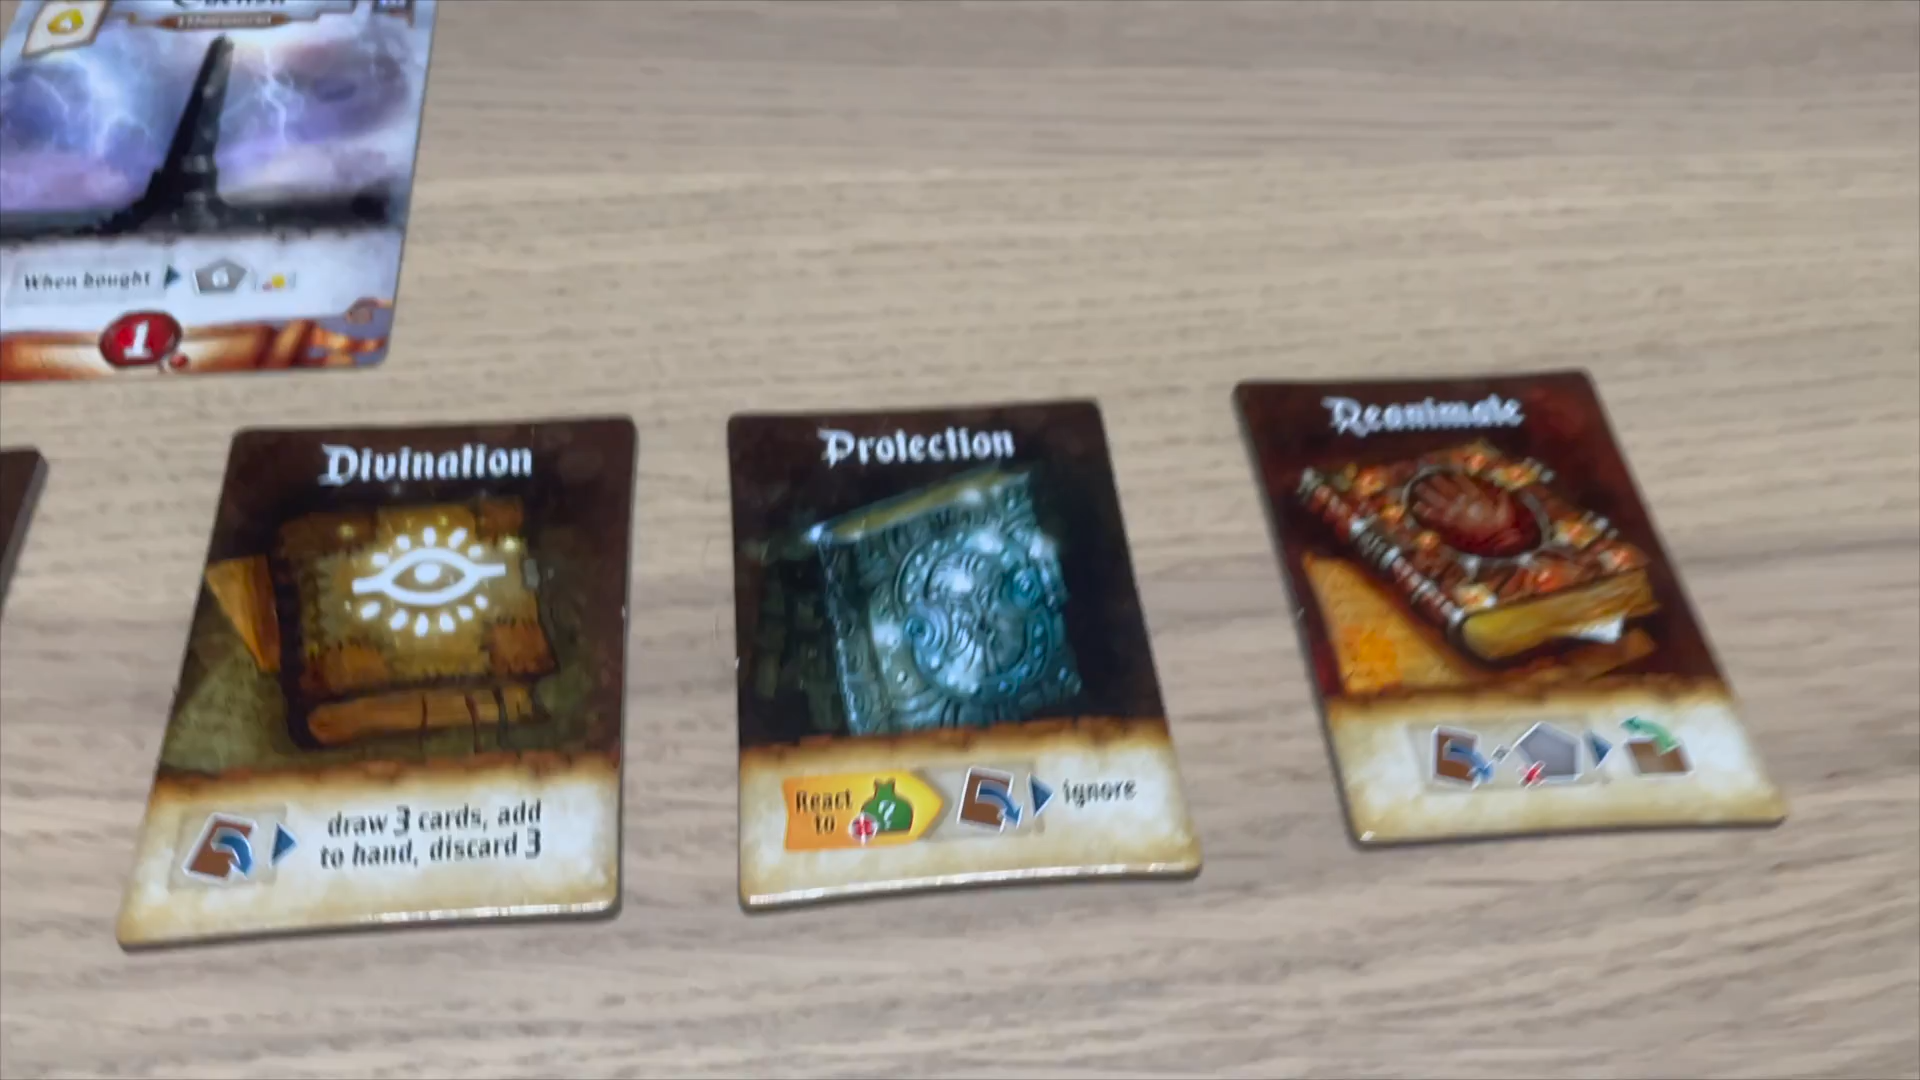 When bought
1
Divination
draw 3 cards, add
to hand, discard 3
Protection
React
to
?
ignore
Reanimate